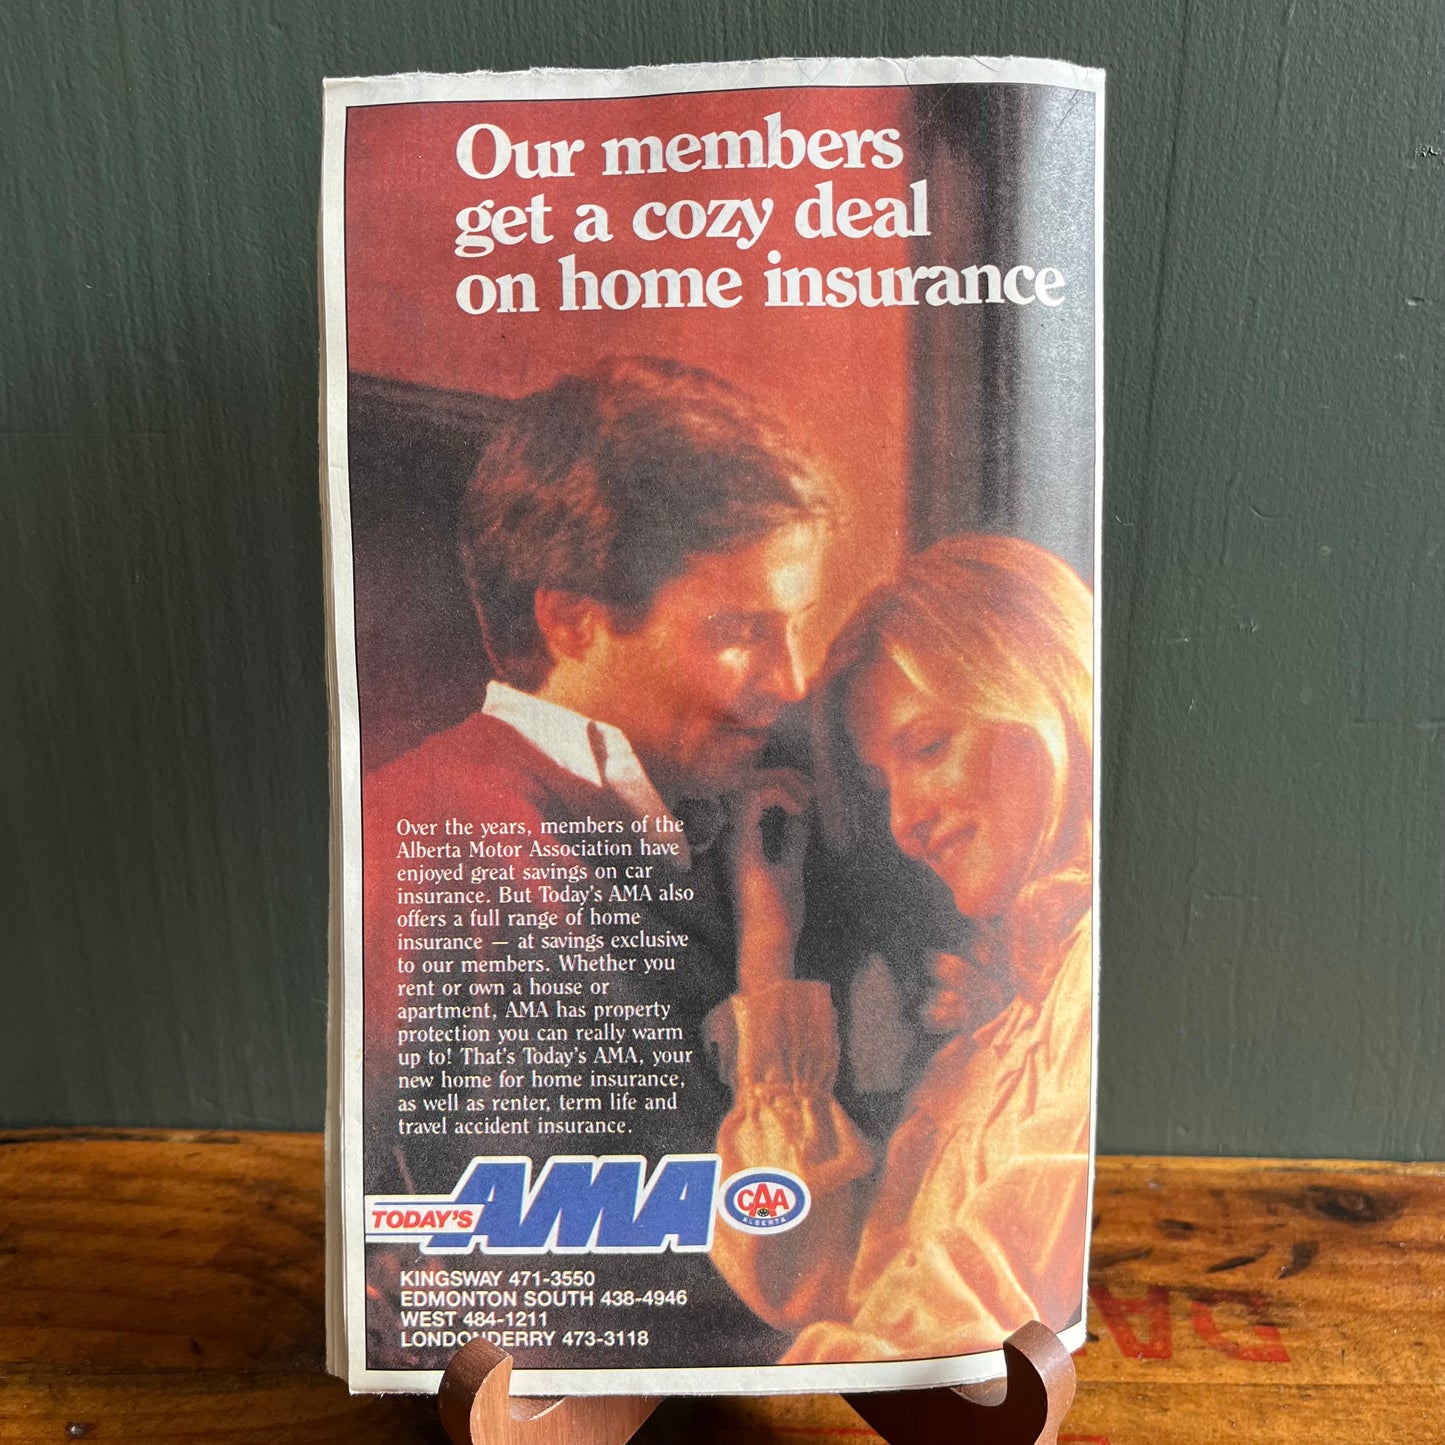 Our members
get a cozy deal
on home insurance
Over the years, members of the
Alberta Motor Association have
enjoyed great savings on car
insurance. But Today's AMA also
offers a full range of home
insurance — at savings exclusive
to our members. Whether you
rent or own a house or
apartment, AMA has property
protection you can really warm
up to! That's Today's AMA, your
new home for home insurance,
as well as renter, term life and
travel accident insurance.
TODAY'S AMA
CAA
ALBERTA
KINGSWAY 471-3550
EDMONTON SOUTH 438-4946
WEST 484-1211
LONDONDERRY 473-3118